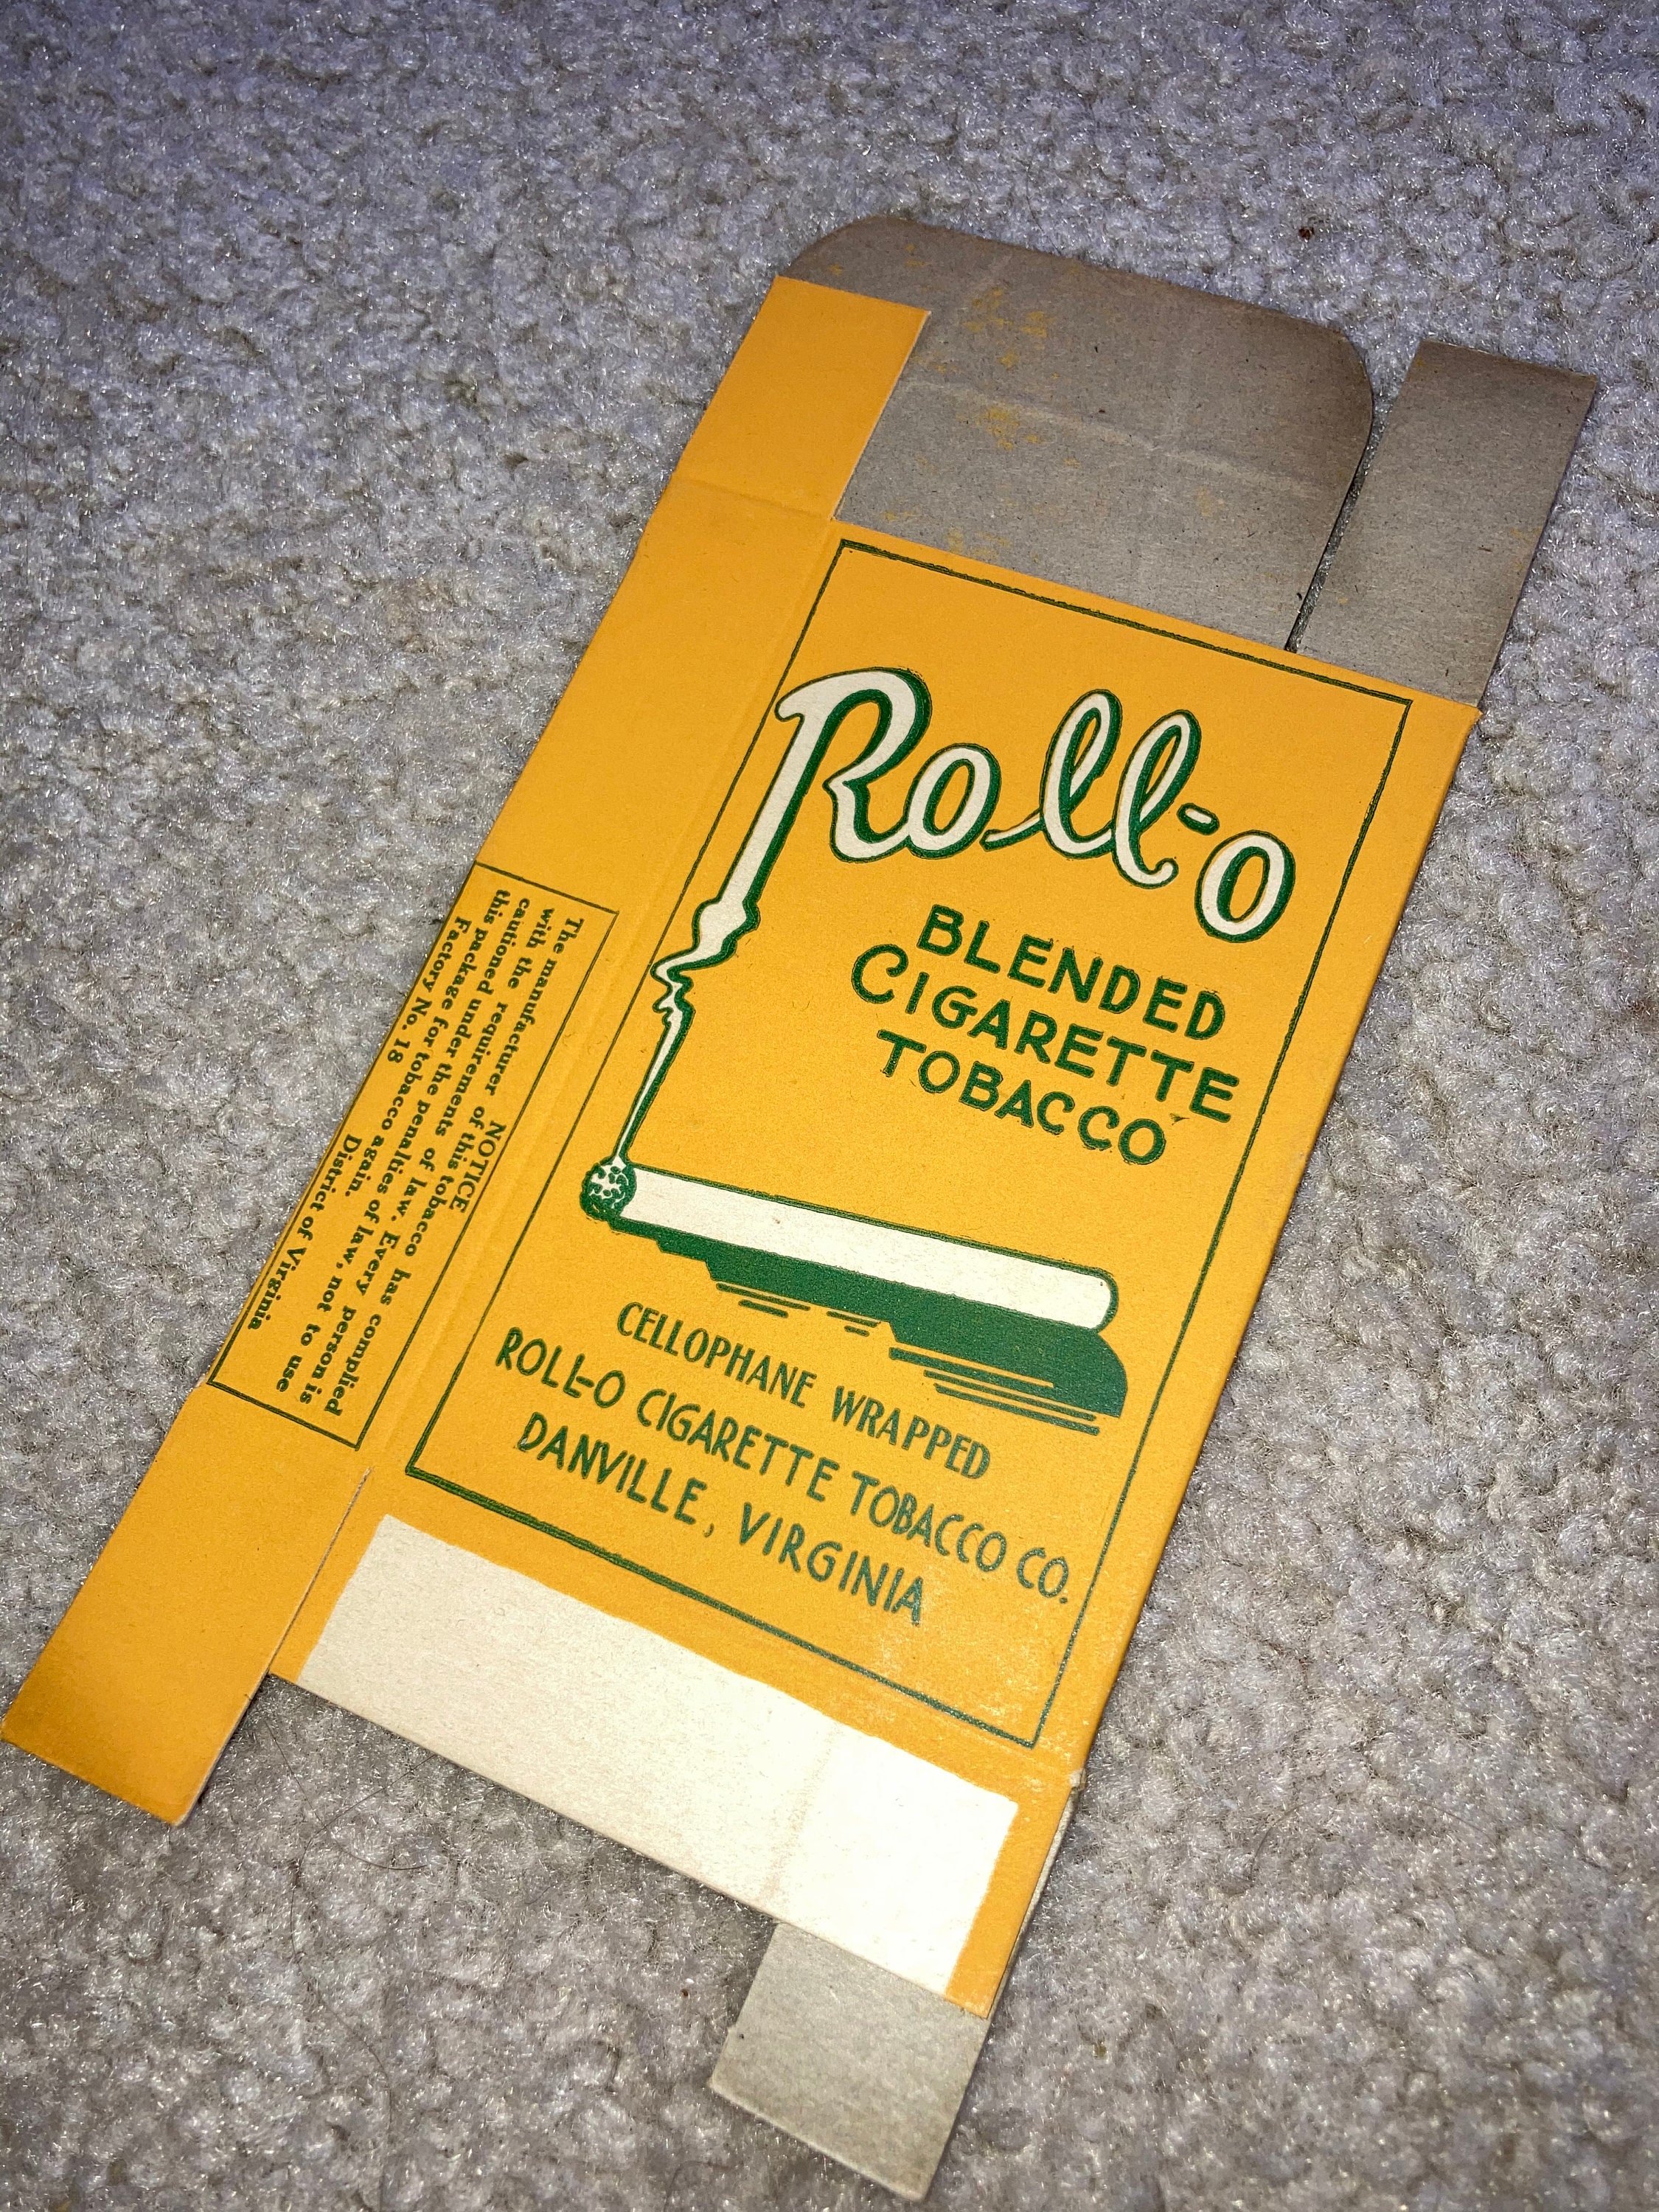 Roll-o
BLENDED
CIGARETTE
TOBACCO
CELLOPHANE WRAPPED
ROLL-O CIGARETTE TOBACCO CO.
DANVILLE, VIRGINIA
NOTICE
The manufacturer of this tobacco has complied
with the requirements of law. Every person is
cautioned under the penalties of law, not to use
this package for tobacco again.
Factory No. 18 District of Virginia